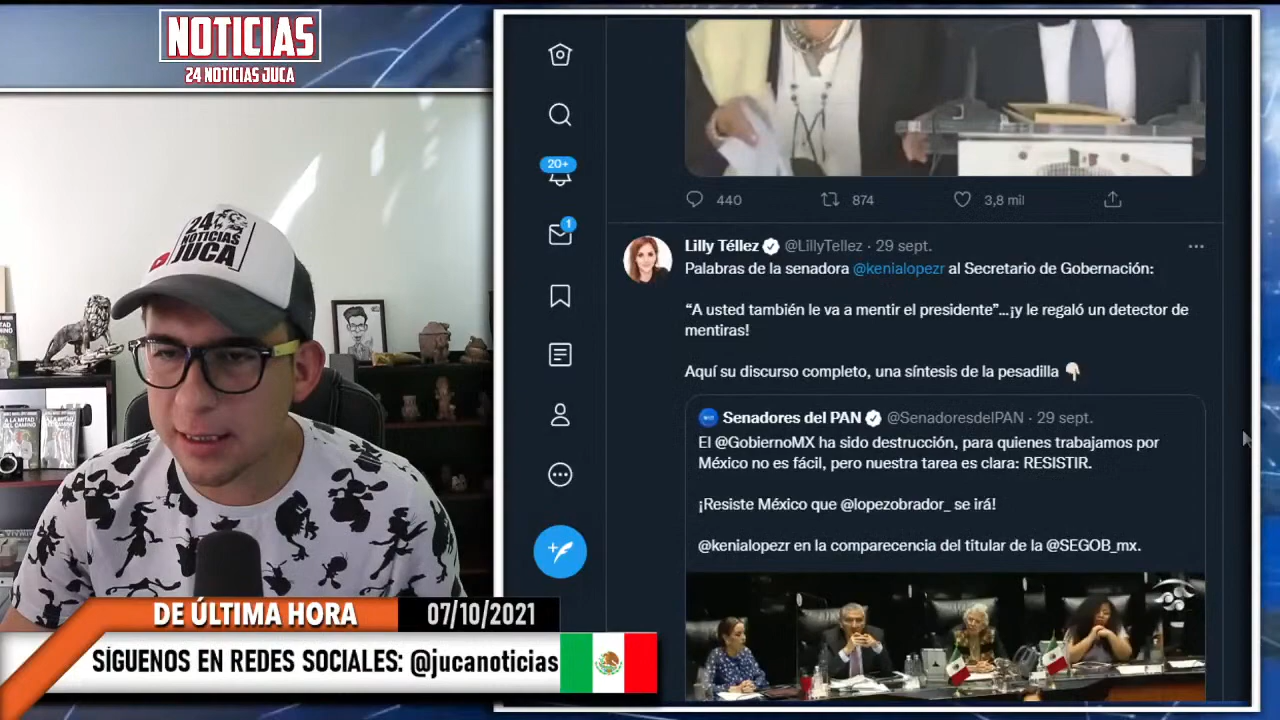 NOTICIAS
24 NOTICIAS JUCA
24
NOTICIAS
JUCA
A LA MITAD
DEL CAMINO
20+
1
440
874
3,8 mil
Lilly Téllez @LillyTellez · 29 sept.
Palabras de la senadora @kenialopezr al Secretario de Gobernación:
“A usted también le va a mentir el presidente”...¡y le regaló un detector de
mentiras!
Aquí su discurso completo, una síntesis de la pesadilla
Senadores del PAN @SenadoresdelPAN · 29 sept.
El @GobiernoMX ha sido destrucción, para quienes trabajamos por
México no es fácil, pero nuestra tarea es clara: RESISTIR.
¡Resiste México que @lopezobrador_ se irá!
@kenialopezr en la comparecencia del títular de la @SEGOB_mx.
DE ÚLTIMA HORA
07/10/2021
SÍGUENOS EN REDES SOCIALES: @jucanoticias